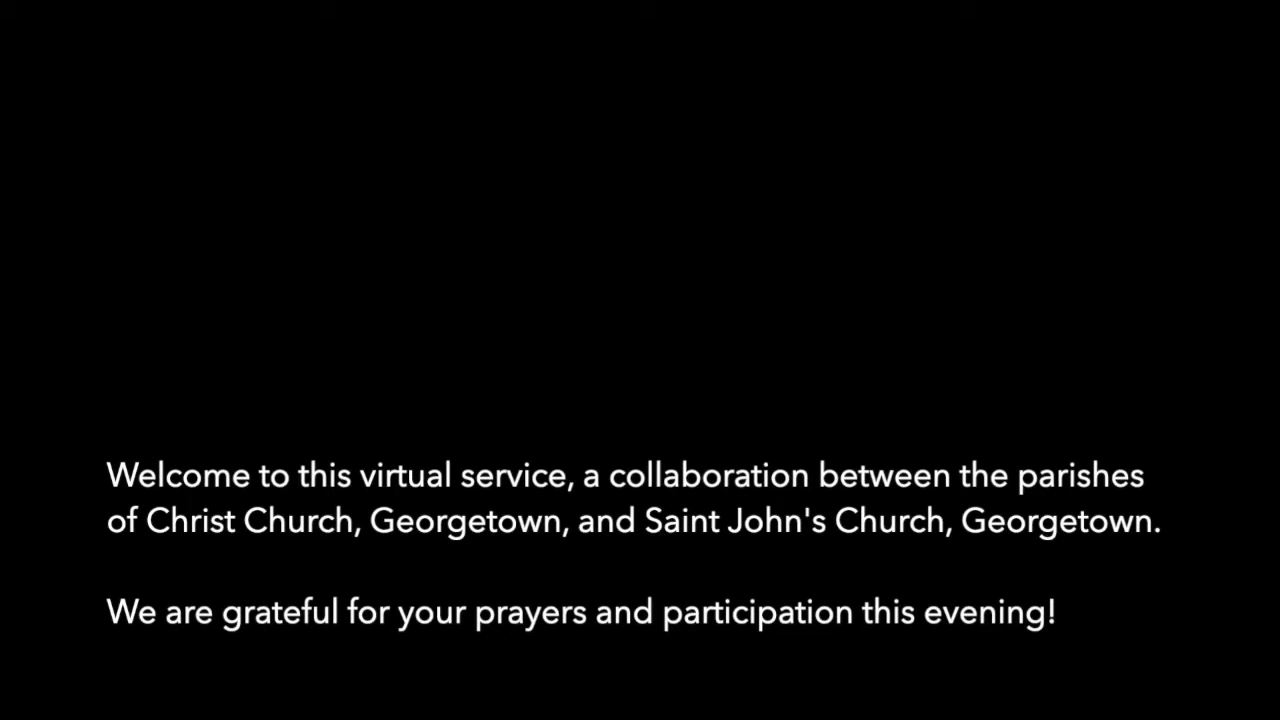 Welcome to this virtual service, a collaboration between the parishes
of Christ Church, Georgetown, and Saint John's Church, Georgetown.
We are grateful for your prayers and participation this evening!